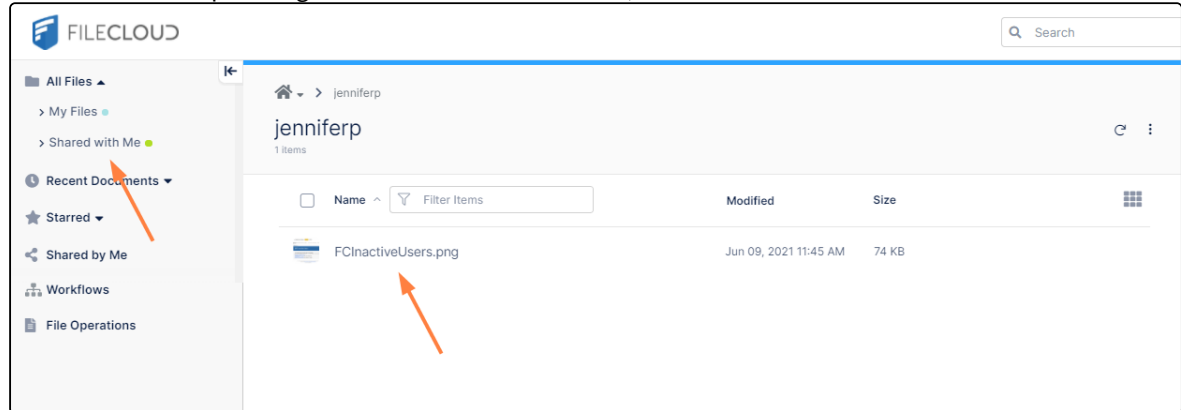 FILECLOUD
Search
All Files
My Files
Shared with Me
Recent Documents
Starred
Shared by Me
Workflows
File Operations
jenniferp
jenniferp
1 items
Name Filter Items Modified Size
FCInactiveUsers.png Jun 09, 2021 11:45 AM 74 KB